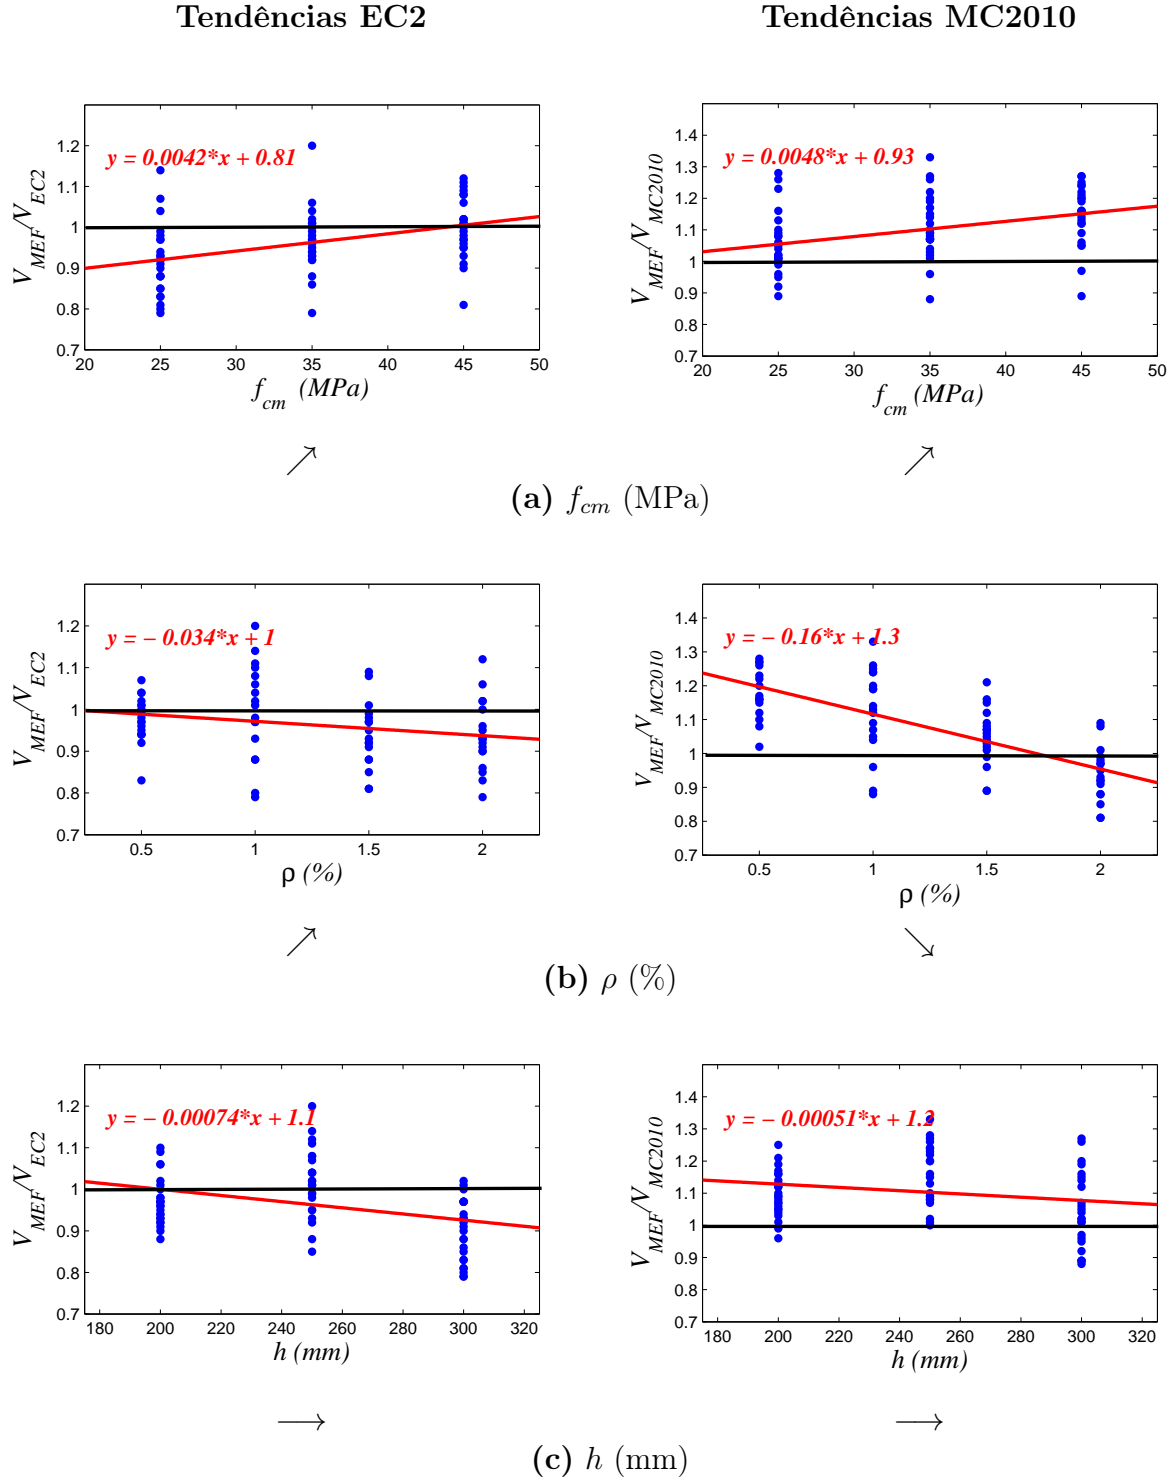 Tendências EC2
Tendências MC2010
y = 0.0042*x + 0.81
V_MEF/V_EC2
1.2
1.1
1
0.9
0.8
0.7
20 25 30 35 40 45 50
f_cm (MPa)
y = 0.0048*x + 0.93
V_MEF/V_MC2010
1.4
1.3
1.2
1.1
1
0.9
0.8
0.7
20 25 30 35 40 45 50
f_cm (MPa)
↗ ↗
(a) f_cm (MPa)
y = − 0.034*x + 1
V_MEF/V_EC2
1.2
1.1
1
0.9
0.8
0.7
0.5 1 1.5 2
ρ (%)
y = − 0.16*x + 1.3
V_MEF/V_MC2010
1.4
1.3
1.2
1.1
1
0.9
0.8
0.7
0.5 1 1.5 2
ρ (%)
↗ ↘
(b) ρ (%)
y = − 0.00074*x + 1.1
V_MEF/V_EC2
1.2
1.1
1
0.9
0.8
0.7
180 200 220 240 260 280 300 320
h (mm)
y = − 0.00051*x + 1.2
V_MEF/V_MC2010
1.4
1.3
1.2
1.1
1
0.9
0.8
0.7
180 200 220 240 260 280 300 320
h (mm)
⟶ ⟶
(c) h (mm)